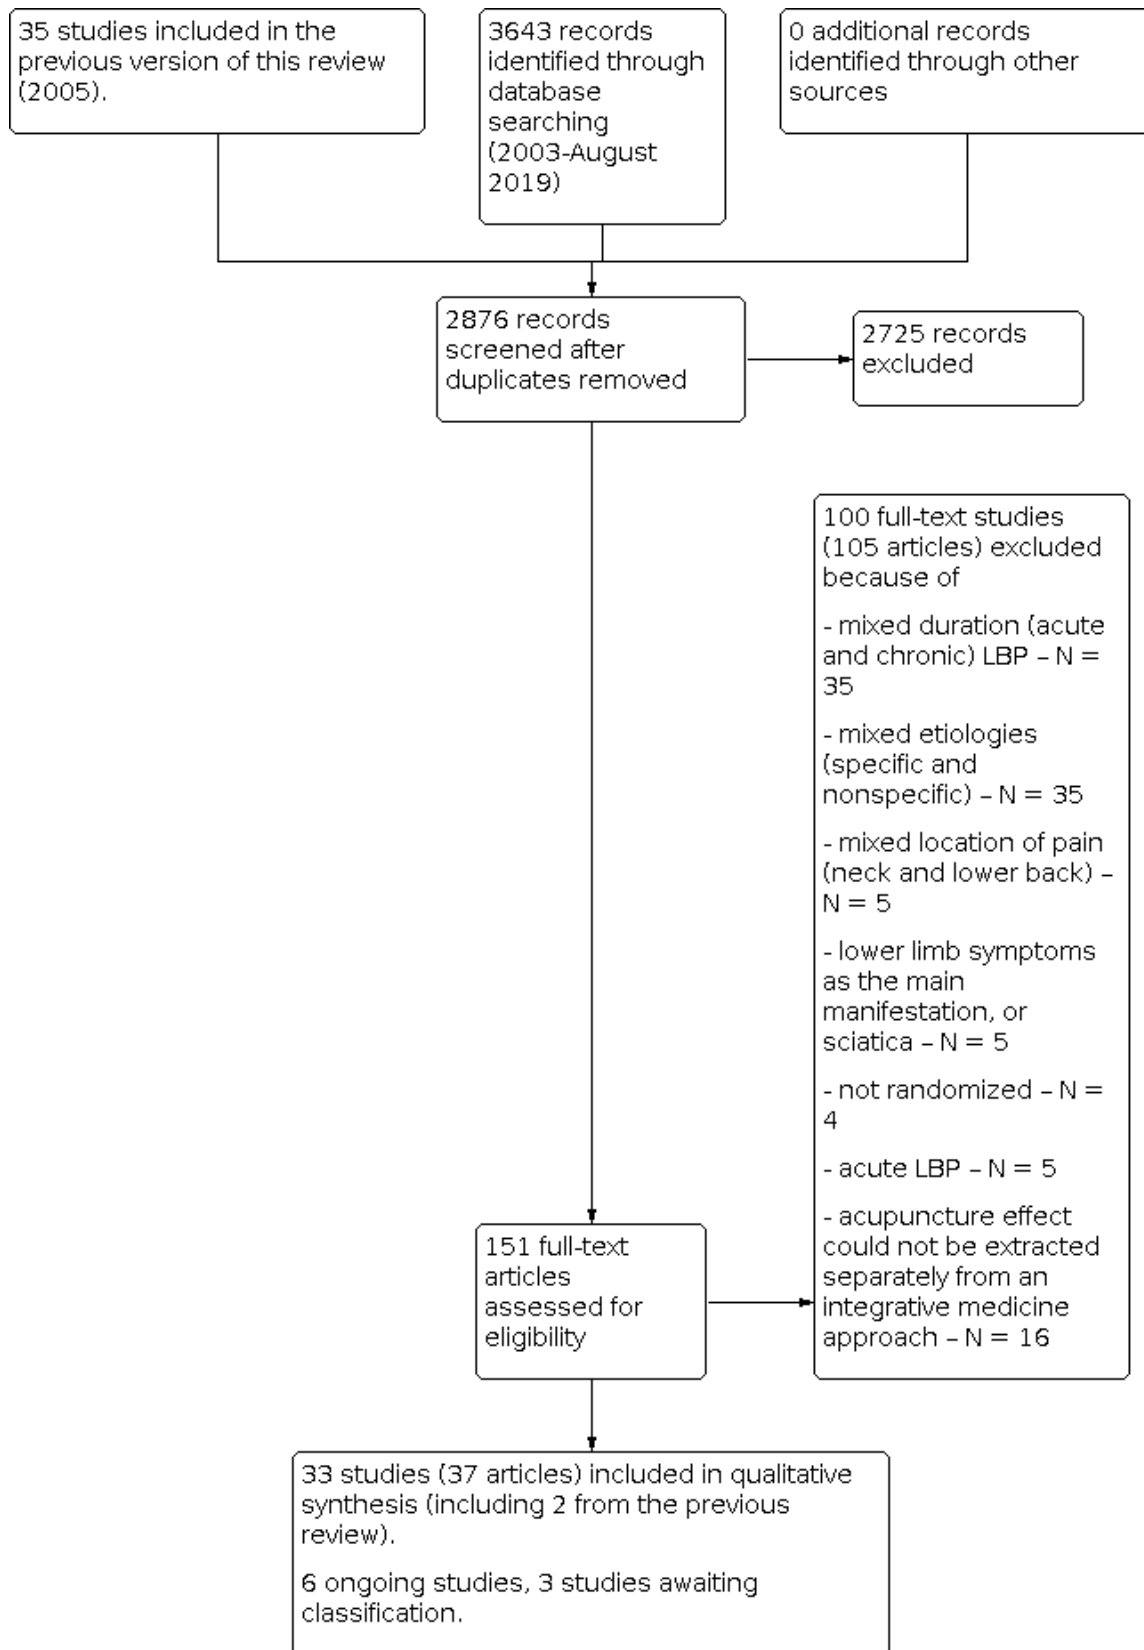 35 studies included in the
previous version of this review
(2005).
3643 records
identified through
database
searching
(2003-August
2019)
0 additional records
identified through other
sources
2876 records
screened after
duplicates removed
2725 records
excluded
100 full-text studies
(105 articles) excluded
because of
- mixed duration (acute
and chronic) LBP – N =
35
- mixed etiologies
(specific and
nonspecific) – N = 35
- mixed location of pain
(neck and lower back) –
N = 5
- lower limb symptoms
as the main
manifestation, or
sciatica – N = 5
- not randomized – N =
4
- acute LBP – N = 5
- acupuncture effect
could not be extracted
separately from an
integrative medicine
approach – N = 16
151 full-text
articles
assessed for
eligibility
33 studies (37 articles) included in qualitative
synthesis (including 2 from the previous
review).
6 ongoing studies, 3 studies awaiting
classification.